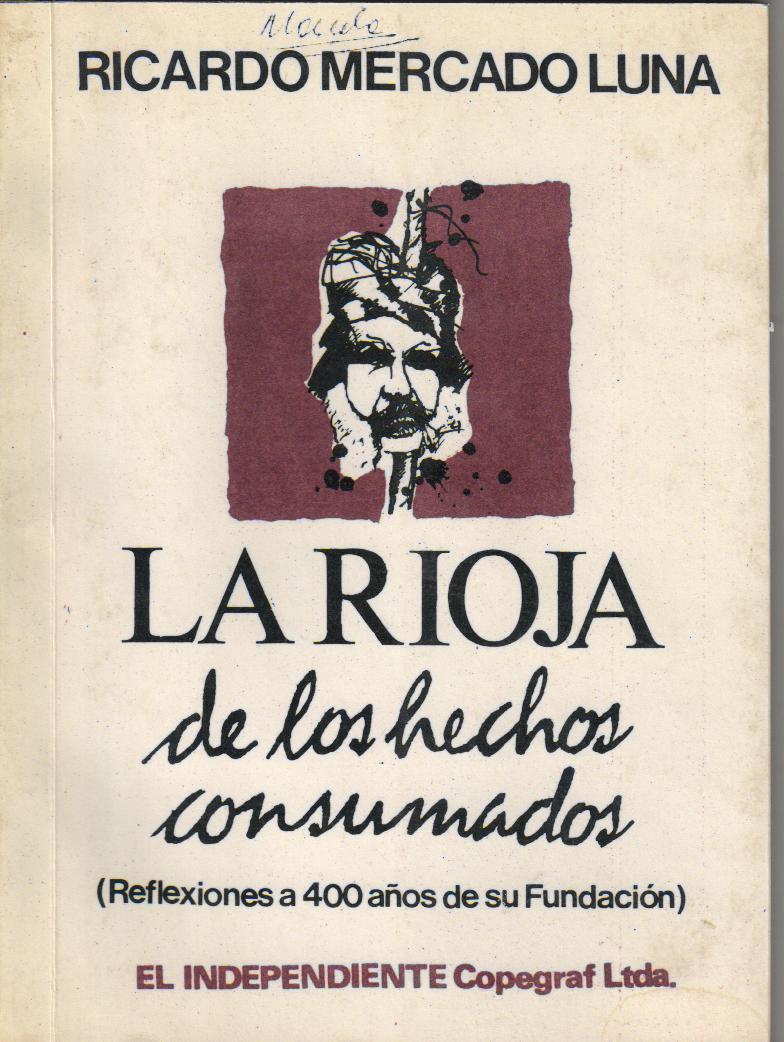 RICARDO MERCADO LUNA
LA RIOJA
de los hechos
consumados
(Reflexiones a 400 años de su Fundación)
EL INDEPENDIENTE Copegraf Ltda.